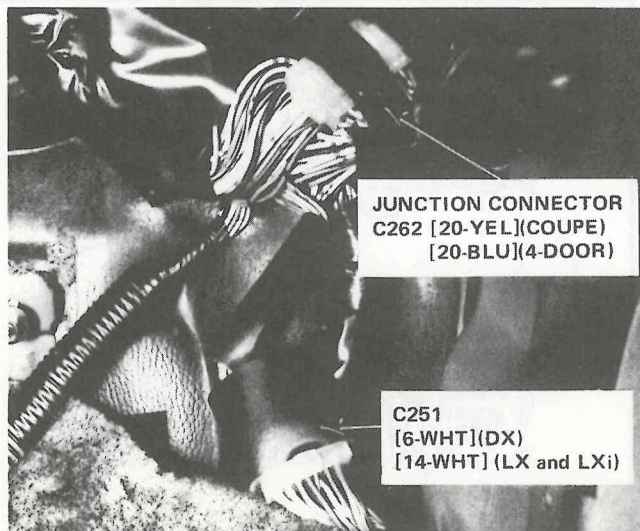 JUNCTION CONNECTOR
C262 [20-YEL](COUPE)
[20-BLU](4-DOOR)
C251
[6-WHT](DX)
[14-WHT] (LX and LXi)